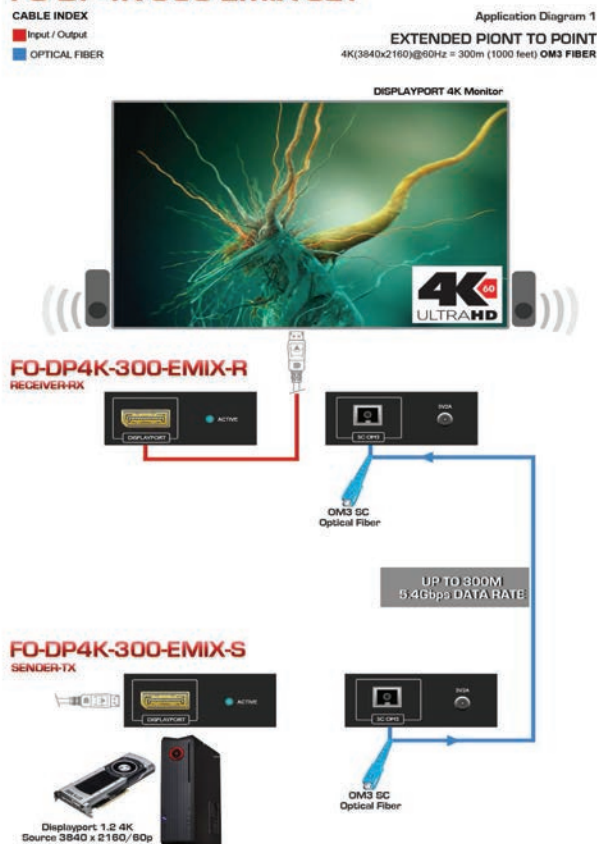 CABLE INDEX
Input / Output
OPTICAL FIBER
Application Diagram 1
EXTENDED PIONT TO POINT
4K(3840x2160)@60Hz = 300m (1000 feet) OM3 FIBER
DISPLAYPORT 4K Monitor
4K 60
ULTRAHD
FO-DP4K-300-EMIX-R
RECEIVER-RX
DISPLAYPORT
ACTIVE
SC OM3
5V2A
OM3 SC
Optical Fiber
UP TO 300M
5.4Gbps DATA RATE
FO-DP4K-300-EMIX-S
SENDER-TX
DISPLAYPORT
ACTIVE
SC OM3
5V2A
OM3 SC
Optical Fiber
Displayport 1.2 4K
Source 3840 x 2160/60p